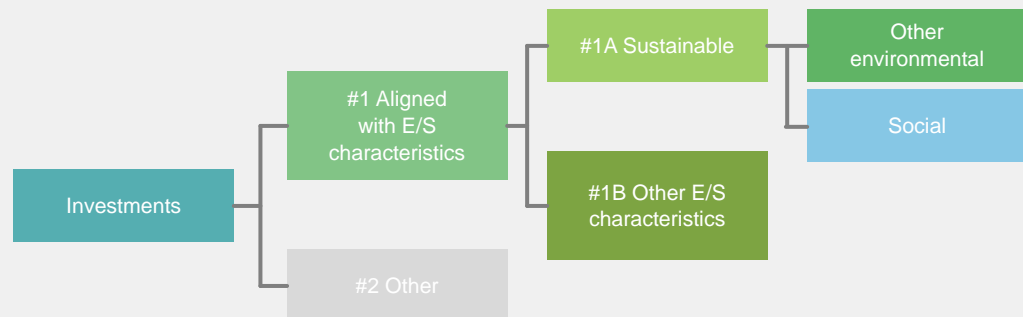 Investments
#1 Aligned
with E/S
characteristics
#2 Other
#1A Sustainable
#1B Other E/S
characteristics
Other
environmental
Social